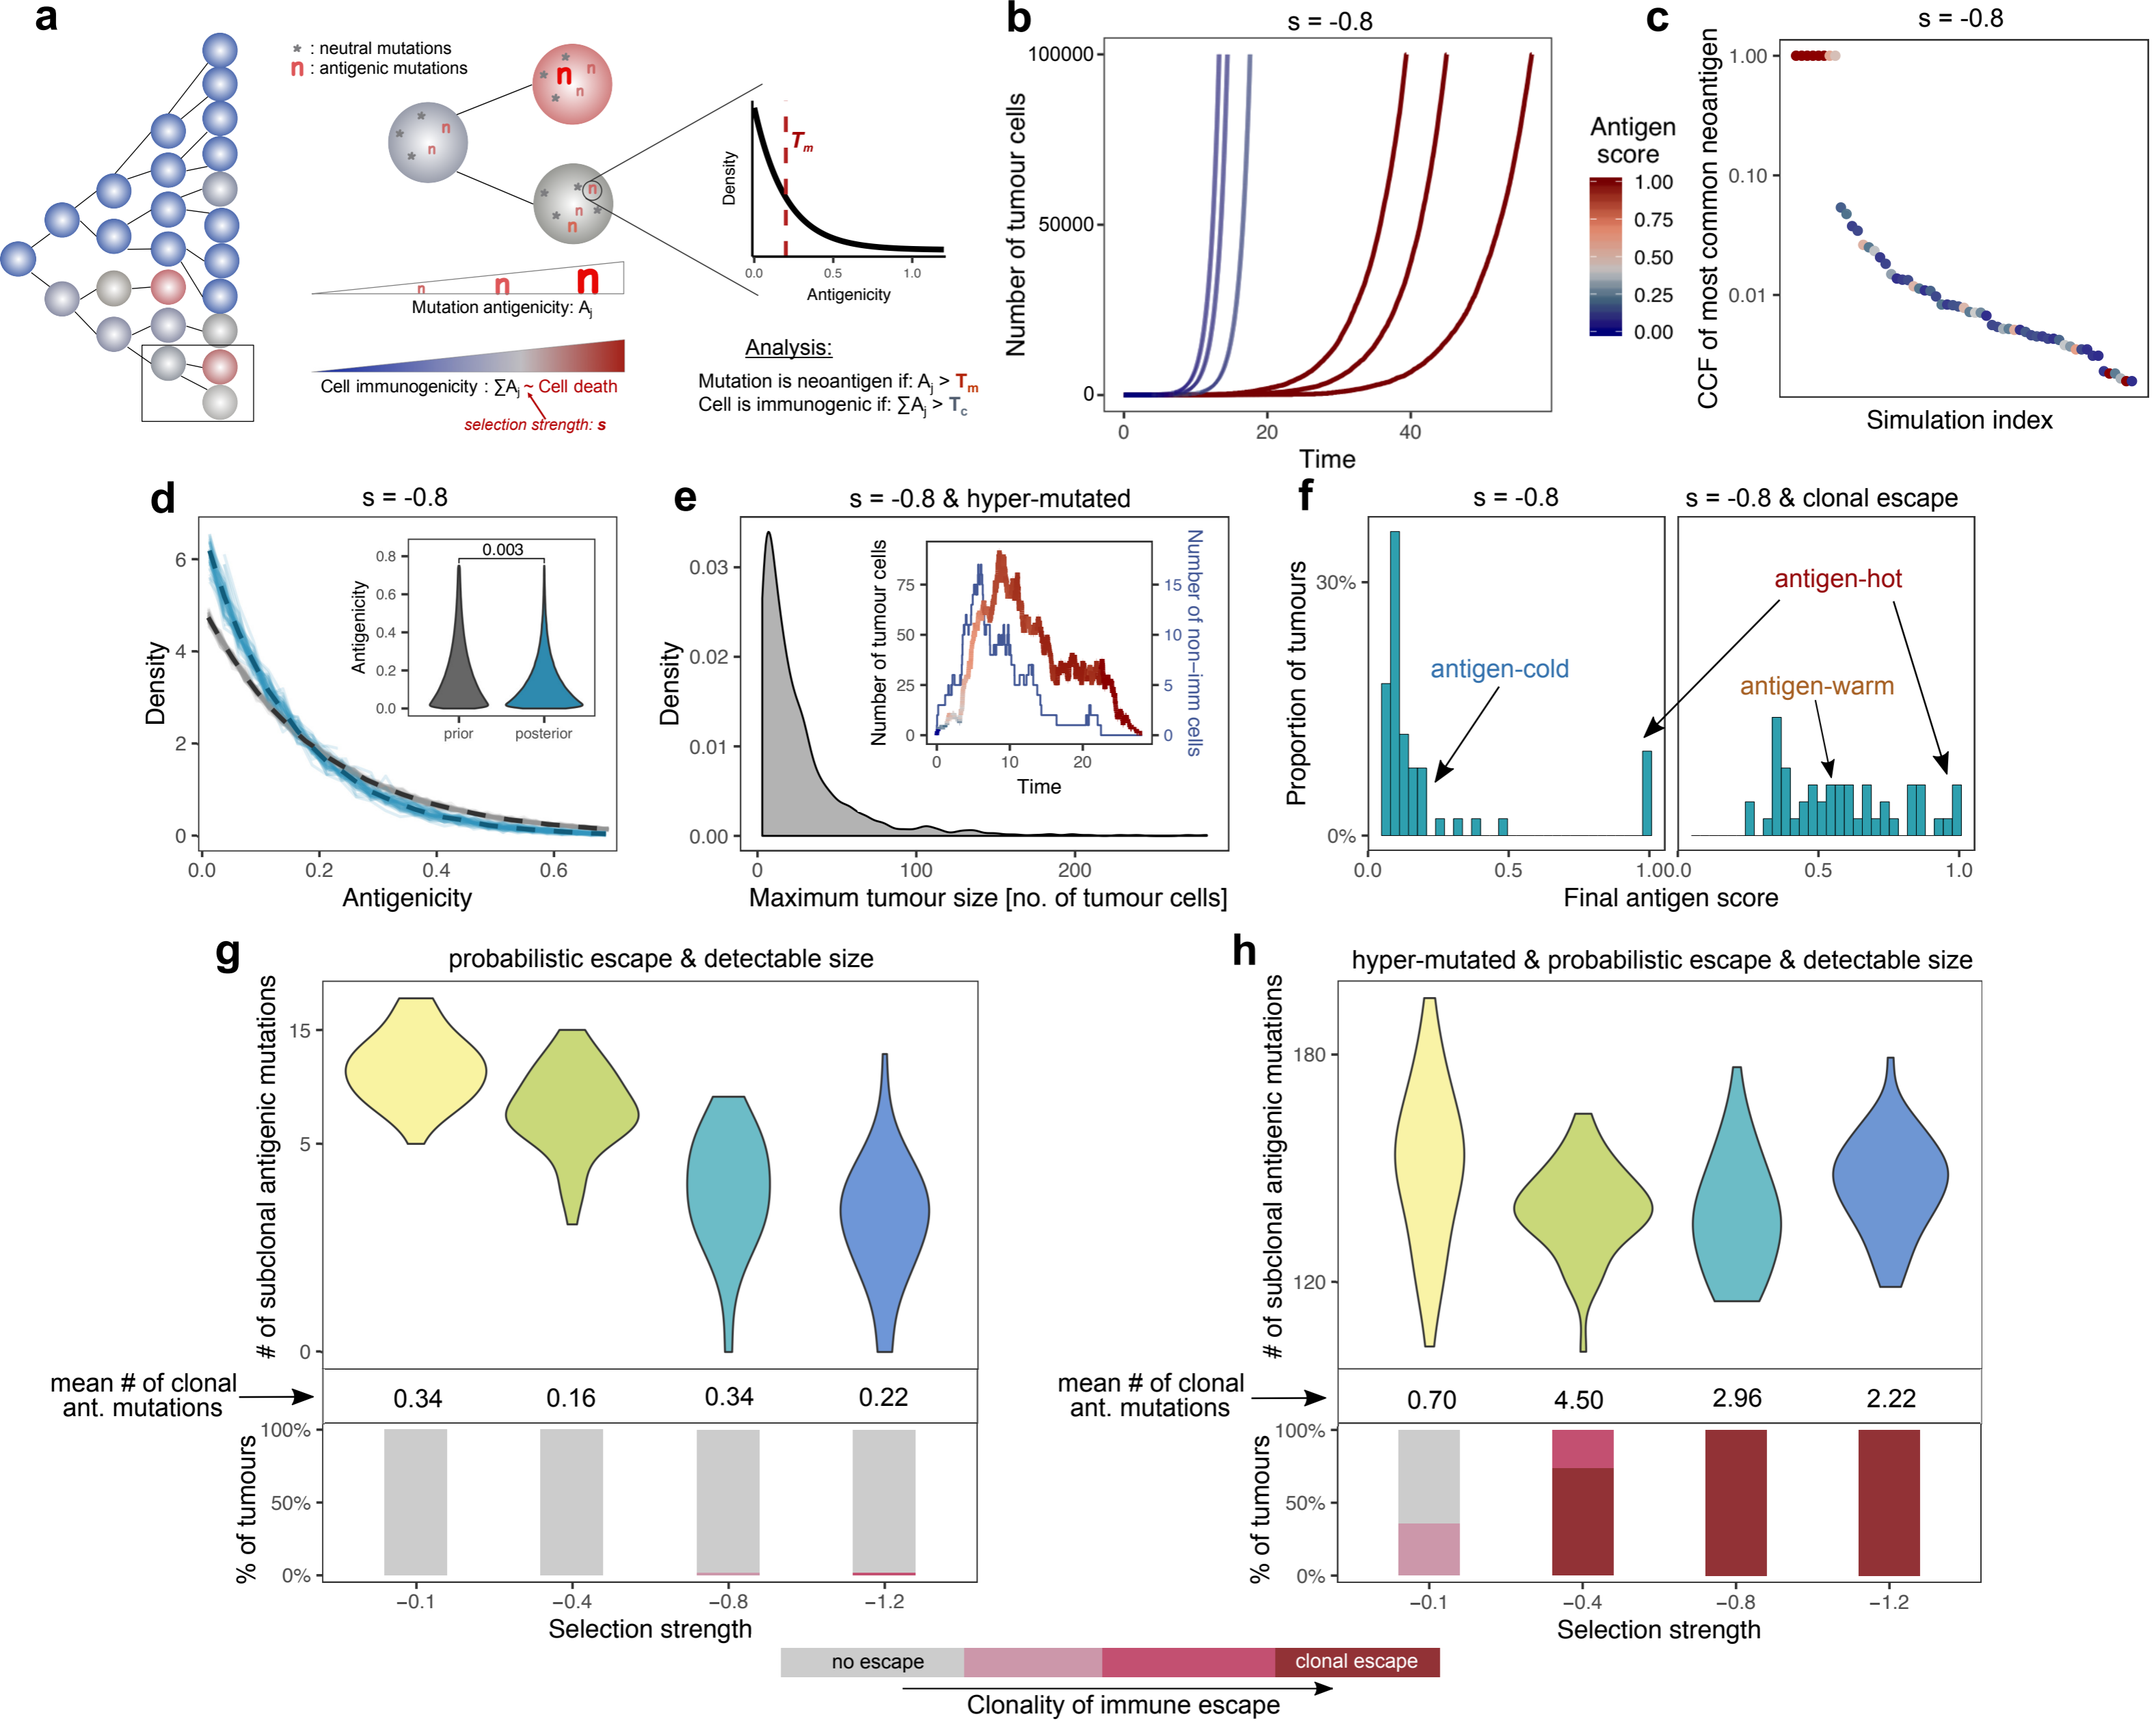 a
* : neutral mutations
n : antigenic mutations
n
n
n
n
n
n
n
n
Mutation antigenicity: Aj
n
n
n
Cell immunogenicity : ∑Aj ~ Cell death
selection strength: s
Density
Tm
0.0
0.5
1.0
Antigenicity
Analysis:
Mutation is neoantigen if: Aj > Tm
Cell is immunogenic if: ∑Aj > Tc
b
s = -0.8
Number of tumour cells
100000
50000
0
0
20
40
Time
Antigen
score
1.00
0.75
0.50
0.25
0.00
c
s = -0.8
CCF of most common neoantigen
1.00
0.10
0.01
Simulation index
d
s = -0.8
Density
6
4
2
0
0.0
0.2
0.4
0.6
Antigenicity
Antigenicity
0.8
0.6
0.4
0.2
0.0
0.003
prior
posterior
e
s = -0.8 & hyper-mutated
Density
0.03
0.02
0.01
0.00
0
100
200
Maximum tumour size [no. of tumour cells]
Number of tumour cells
75
50
25
0
0
10
20
Time
15
10
5
0
Number of non−imm cells
f
s = -0.8
s = -0.8 & clonal escape
Proportion of tumours
30%
0%
antigen-cold
antigen-hot
antigen-warm
0.0
0.5
1.00
0.0
0.5
1.0
Final antigen score
g
probabilistic escape & detectable size
# of subclonal antigenic mutations
15
5
0
mean # of clonal
ant. mutations
0.34
0.16
0.34
0.22
% of tumours
100%
50%
0%
−0.1
−0.4
−0.8
−1.2
Selection strength
h
hyper-mutated & probabilistic escape & detectable size
# of subclonal antigenic mutations
180
120
mean # of clonal
ant. mutations
0.70
4.50
2.96
2.22
% of tumours
100%
50%
0%
−0.1
−0.4
−0.8
−1.2
Selection strength
no escape
clonal escape
Clonality of immune escape